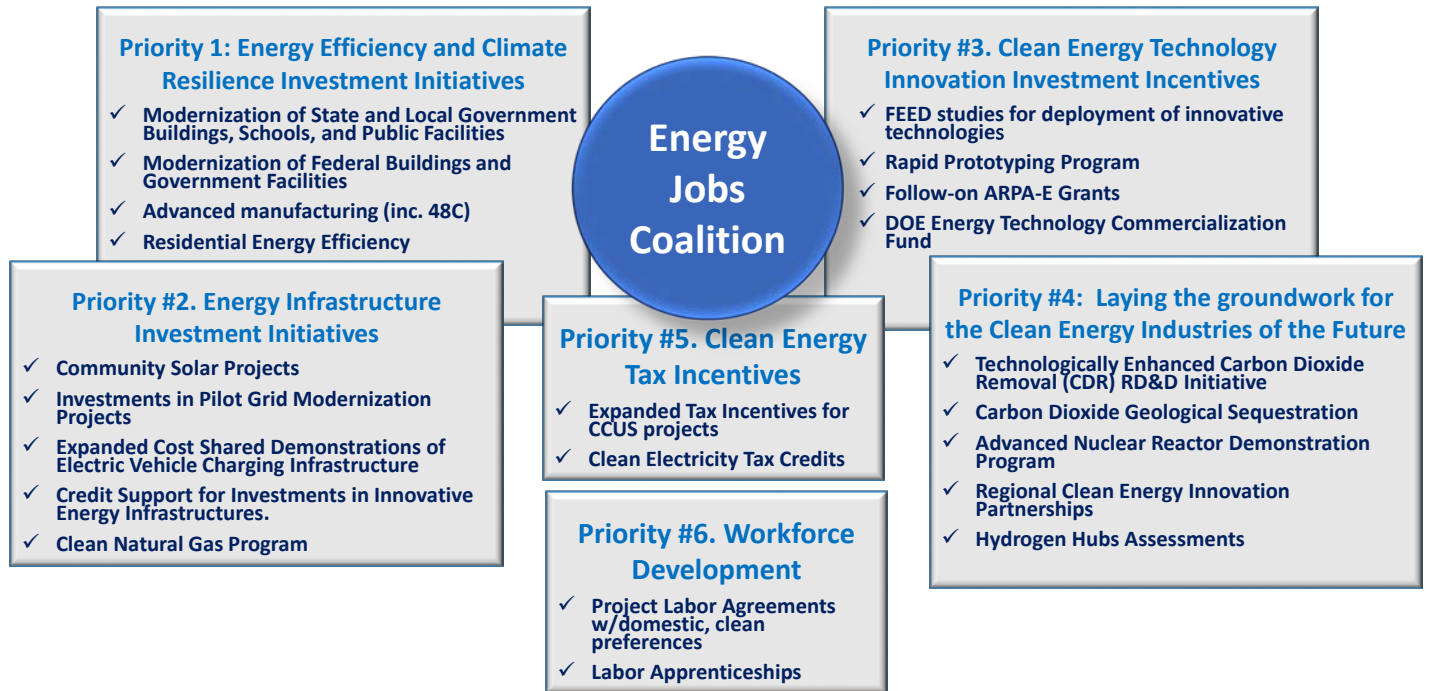 Priority 1: Energy Efficiency and Climate
Resilience Investment Initiatives
✓ Modernization of State and Local Government
Buildings, Schools, and Public Facilities
✓ Modernization of Federal Buildings and
Government Facilities
✓ Advanced manufacturing (inc. 48C)
✓ Residential Energy Efficiency
Energy
Jobs
Coalition
Priority #3. Clean Energy Technology
Innovation Investment Incentives
✓ FEED studies for deployment of innovative
technologies
✓ Rapid Prototyping Program
✓ Follow-on ARPA-E Grants
✓ DOE Energy Technology Commercialization
Fund
Priority #2. Energy Infrastructure
Investment Initiatives
✓ Community Solar Projects
✓ Investments in Pilot Grid Modernization
Projects
✓ Expanded Cost Shared Demonstrations of
Electric Vehicle Charging Infrastructure
✓ Credit Support for Investments in Innovative
Energy Infrastructures.
✓ Clean Natural Gas Program
Priority #5. Clean Energy
Tax Incentives
✓ Expanded Tax Incentives for
CCUS projects
✓ Clean Electricity Tax Credits
Priority #4:  Laying the groundwork for
the Clean Energy Industries of the Future
✓ Technologically Enhanced Carbon Dioxide
Removal (CDR) RD&D Initiative
✓ Carbon Dioxide Geological Sequestration
✓ Advanced Nuclear Reactor Demonstration
Program
✓ Regional Clean Energy Innovation
Partnerships
✓ Hydrogen Hubs Assessments
Priority #6. Workforce
Development
✓ Project Labor Agreements
w/domestic, clean
preferences
✓ Labor Apprenticeships